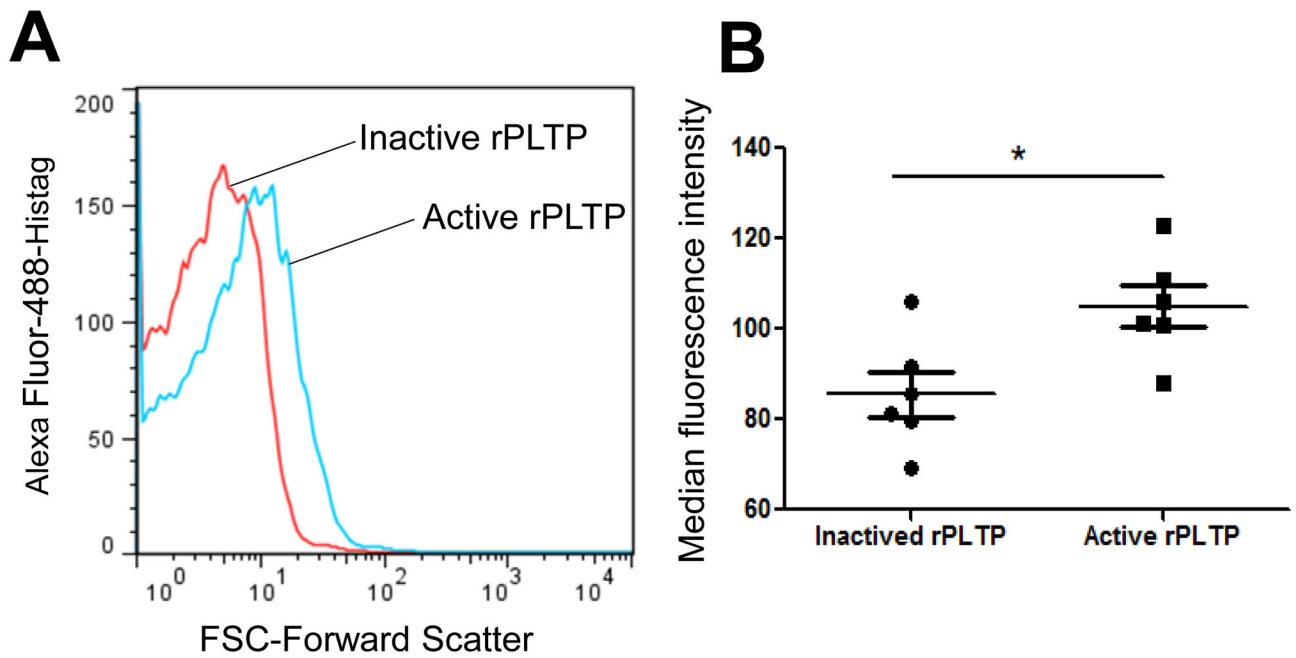 A
Alexa Fluor-488-Histag
200
150
100
50
0
Inactive rPLTP
Active rPLTP
10^0 10^1 10^2 10^3 10^4
FSC-Forward Scatter
B
Median fluorescence intensity
140
120
100
80
60
*
Inactived rPLTP Active rPLTP